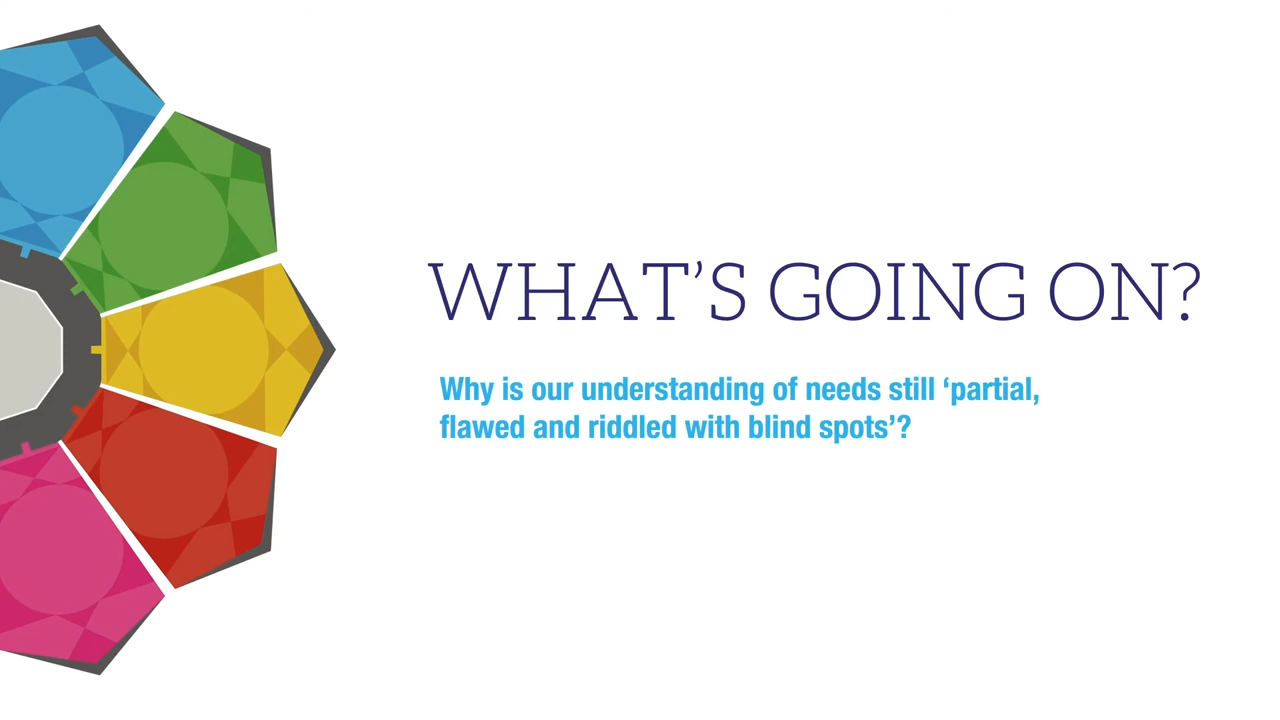 WHAT’S GOING ON?
Why is our understanding of needs still ‘partial,
flawed and riddled with blind spots’?